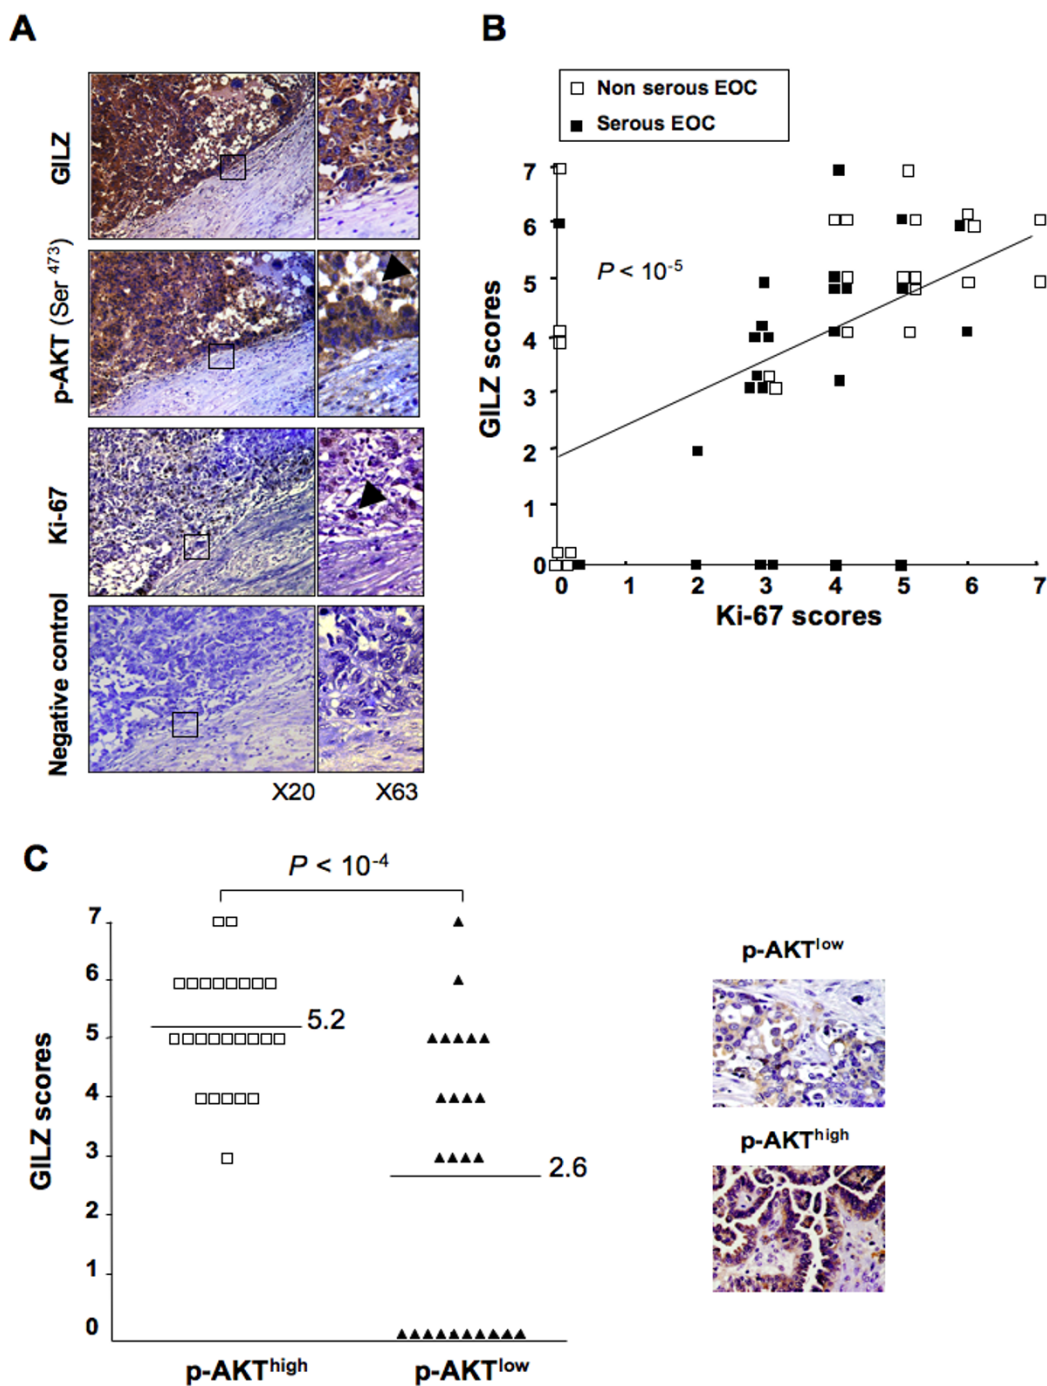 A
GILZ
p-AKT (Ser 473)
Ki-67
Negative control
X20 X63
B
Non serous EOC
Serous EOC
P < 10-5
GILZ scores
7
6
5
4
3
2
1
0
0 1 2 3 4 5 6 7
Ki-67 scores
C
P < 10-4
GILZ scores
7
6
5
4
3
2
1
0
5.2
2.6
p-AKThigh p-AKTlow
p-AKTlow
p-AKThigh